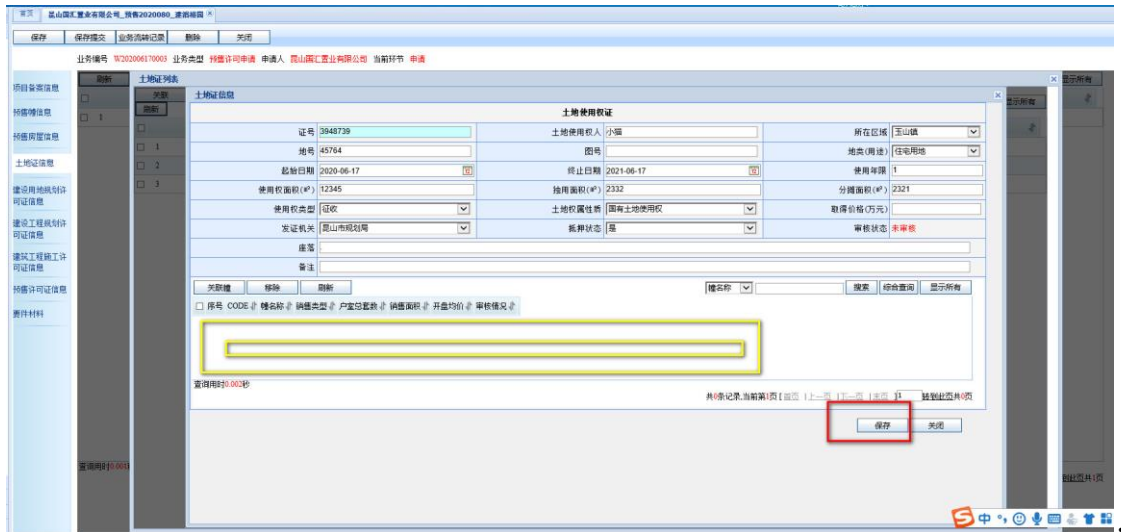 首页 昆山国汇置业有限公司_预售2020080_
保存 保存提交 业务流转记录 删除 关闭
业务编号 W202006170003 业务类型 预售许可申请 申请人 昆山国汇置业有限公司 当前环节 申请
刷新 土地证列表 显示所有
项目备案信息
预售幢信息
预售房屋信息
土地证信息
建设用地规划许可证信息
建设工程规划许可证信息
建筑工程施工许可证信息
预售许可证信息
要件材料
关联 土地证信息
刷新 显示所有
1
1
2
3
土地使用权证
证号 3948739 土地使用权人 小猫 所在区域 玉山镇
地号 45764 图号 地类(用途) 住宅用地
起始日期 2020-06-17 终止日期 2021-06-17 使用年限 1
使用权面积(㎡) 12345 独用面积(㎡) 2332 分摊面积(㎡) 2321
使用权类型 征收 土地权属性质 国有土地使用权 取得价格(万元)
发证机关 昆山市规划局 抵押状态 是 审核状态 未审核
座落
备注
关联幢 移除 刷新 幢名称 搜索 综合查询 显示所有
序号 CODE 幢名称 销售类型 户室总套数 销售面积 开盘均价 审核情况
查询用时0.002秒
共0条记录,当前第1页 [首页 | 上一页 | 下一页 | 末页] 1 转到此页共0页
保存 关闭
查询用时0.001
到此页共1页
中